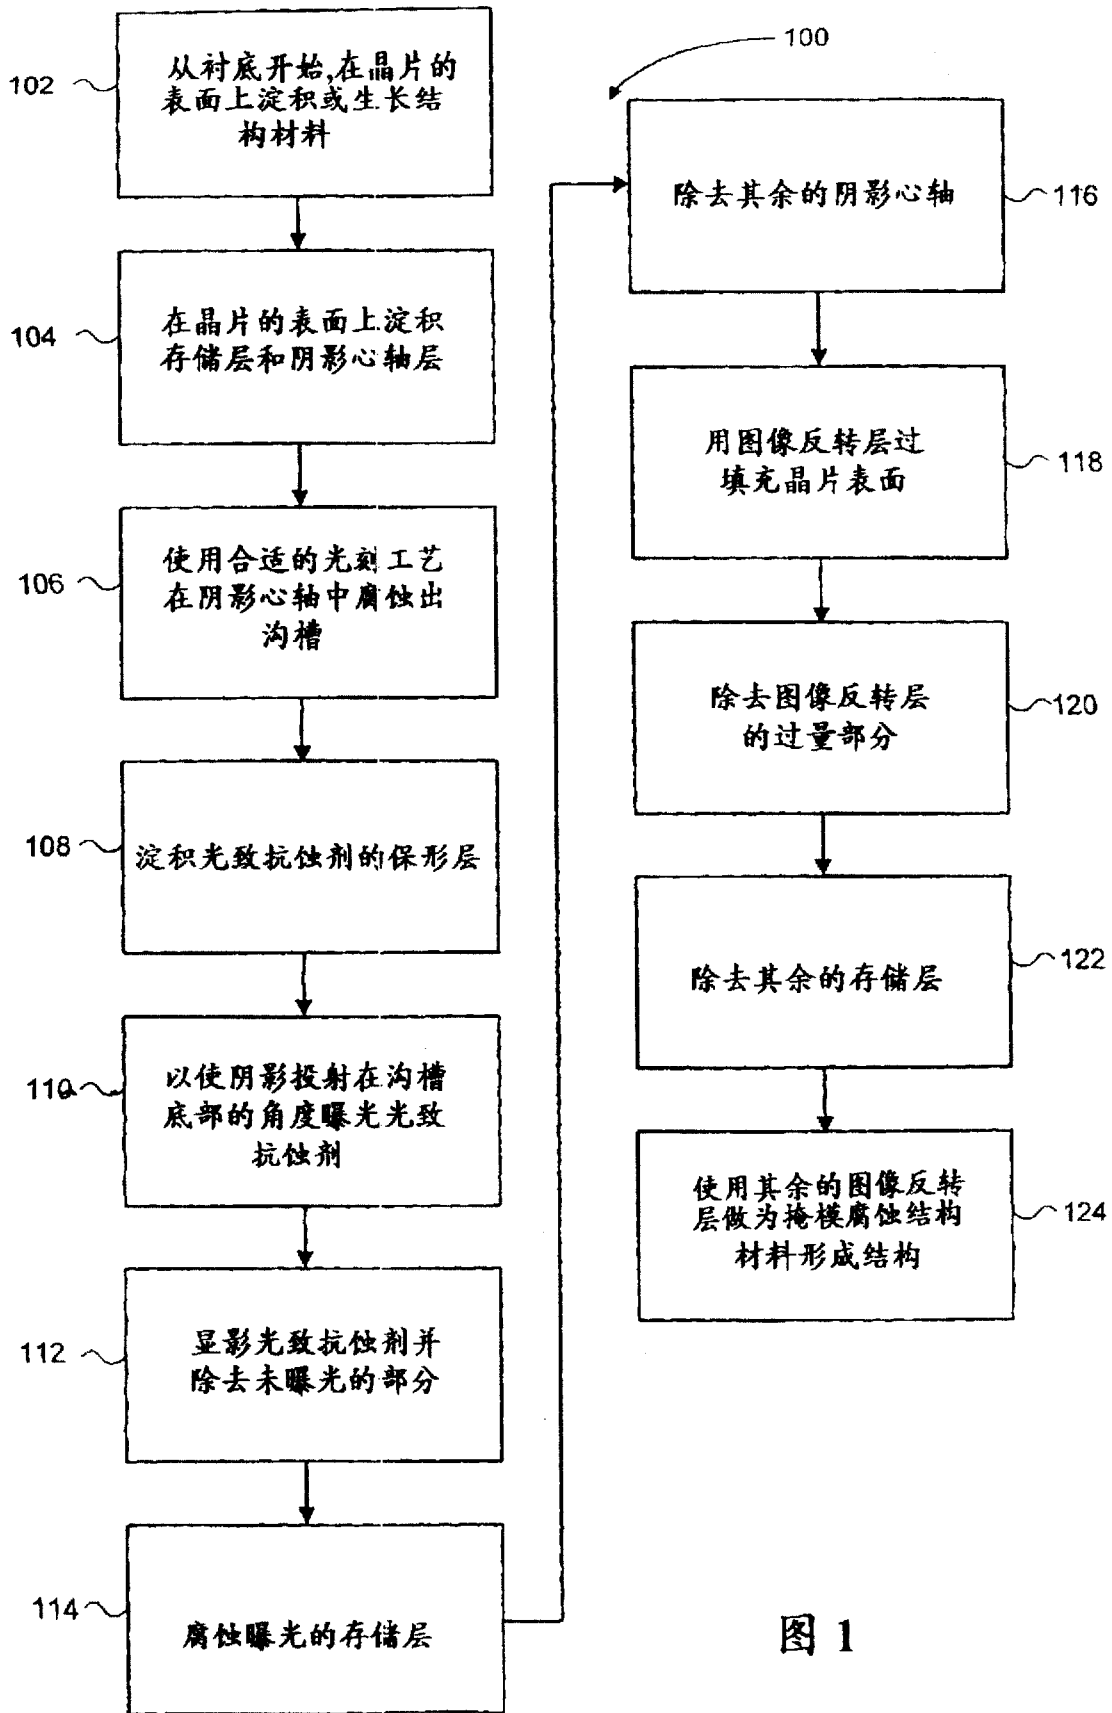 102
从衬底开始,在晶片的
表面上淀积或生长结
构材料
104
在晶片的表面上淀积
存储层和阴影心轴层
106
使用合适的光刻工艺
在阴影心轴中腐蚀出
沟槽
108
淀积光致抗蚀剂的保形层
110
以使阴影投射在沟槽
底部的角度曝光光致
抗蚀剂
112
显影光致抗蚀剂并
除去未曝光的部分
114
腐蚀曝光的存储层
100
除去其余的阴影心轴
116
用图像反转层过
填充晶片表面
118
除去图像反转层
的过量部分
120
除去其余的存储层
122
使用其余的图像反转
层做为掩模腐蚀结构
材料形成结构
124
图 1